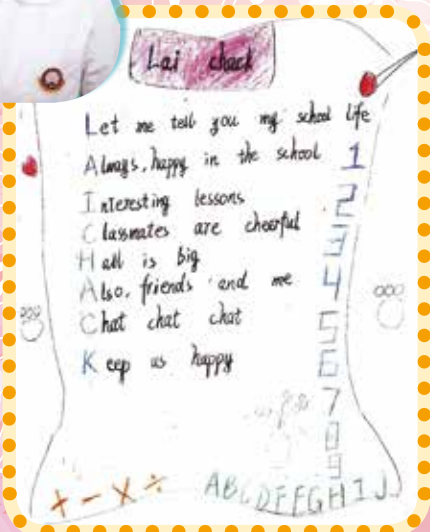 Lai chack
Let me tell you my school life
Always, happy in the school
Interesting lessons
Classmates are cheerful
Hall is big
Also, friends and me
Chat chat chat
Keep us happy
1
2
3
4
5
6
7
8
9
+ - × ÷
ABCDEFGHIJ